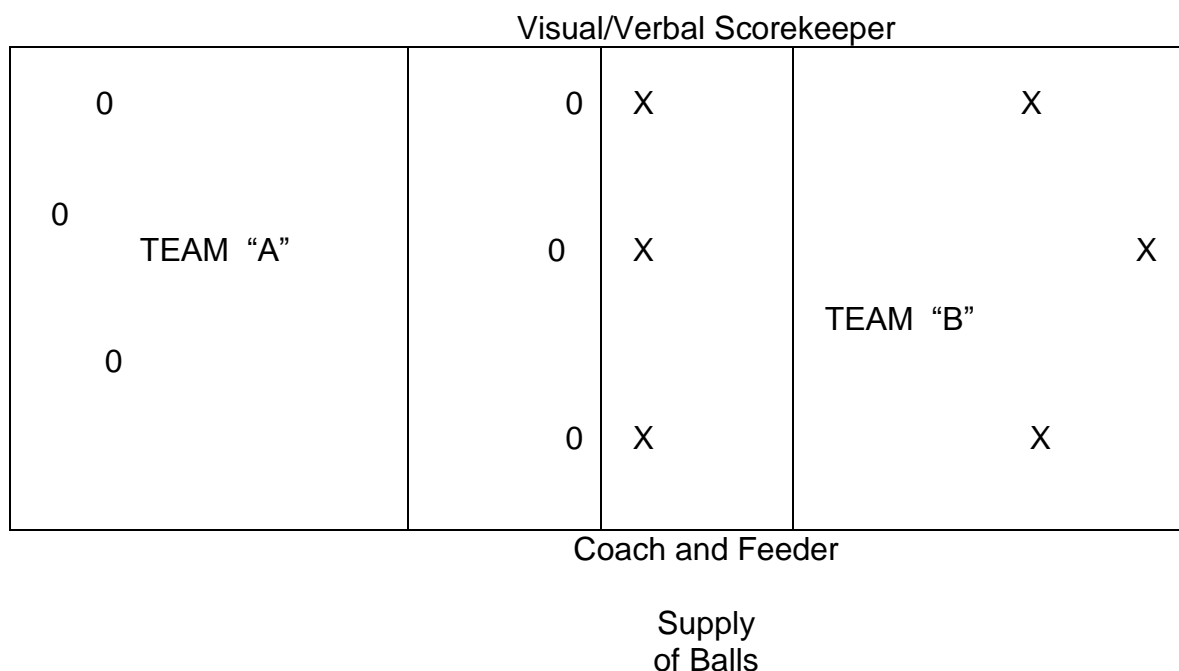 Visual/Verbal Scorekeeper
0 0 X X
0
TEAM “A” 0 X X
TEAM “B”
0
0 X X
Coach and Feeder
Supply
of Balls